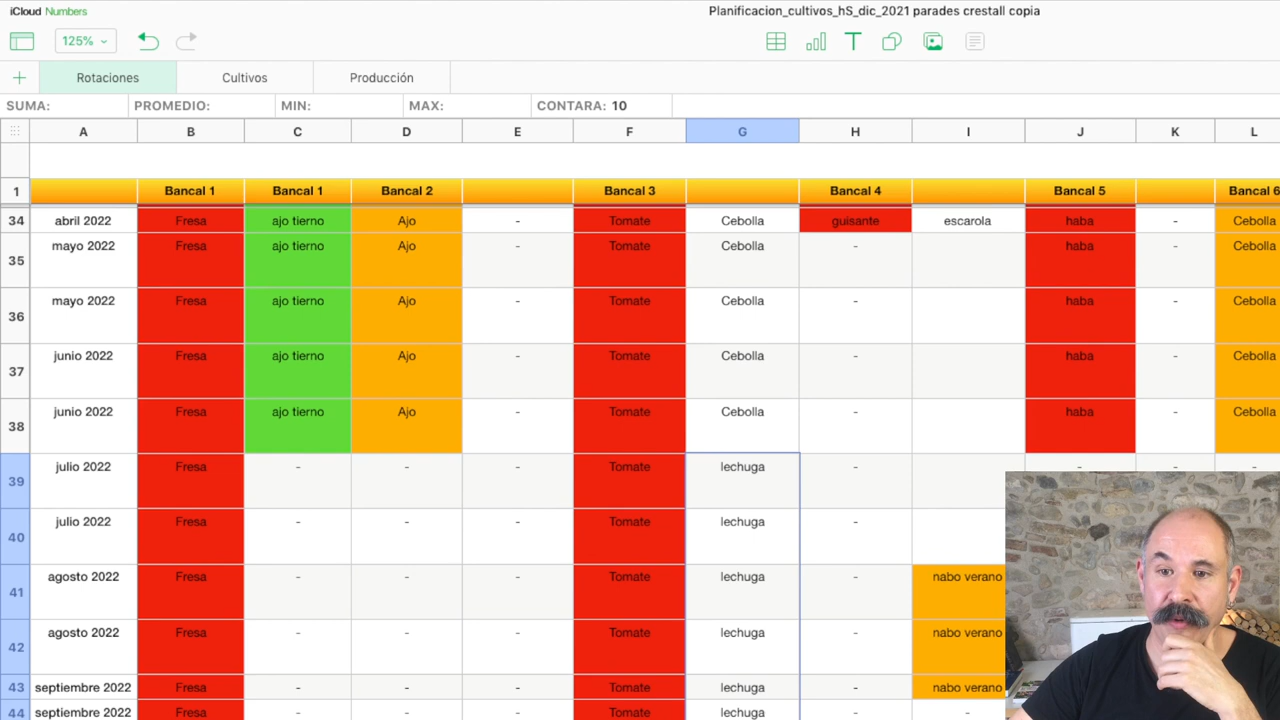 iCloud Numbers
Planificacion_cultivos_hS_dic_2021 parades crestall copia
125%
Rotaciones Cultivos Producción
SUMA: PROMEDIO: MIN: MAX: CONTARA: 10
A B C D E F G H I J K L
1 Bancal 1 Bancal 1 Bancal 2 Bancal 3 Bancal 4 Bancal 5 Bancal 6
34 abril 2022 Fresa ajo tierno Ajo - Tomate Cebolla guisante escarola haba - Cebolla
35 mayo 2022 Fresa ajo tierno Ajo - Tomate Cebolla - haba - Cebolla
36 mayo 2022 Fresa ajo tierno Ajo - Tomate Cebolla - haba - Cebolla
37 junio 2022 Fresa ajo tierno Ajo - Tomate Cebolla - haba - Cebolla
38 junio 2022 Fresa ajo tierno Ajo - Tomate Cebolla - haba - Cebolla
39 julio 2022 Fresa - - - Tomate lechuga - - - -
40 julio 2022 Fresa - - - Tomate lechuga -
41 agosto 2022 Fresa - - - Tomate lechuga - nabo verano
42 agosto 2022 Fresa - - - Tomate lechuga - nabo verano
43 septiembre 2022 Fresa - - - Tomate lechuga - nabo verano
44 septiembre 2022 Fresa - - - Tomate lechuga - -